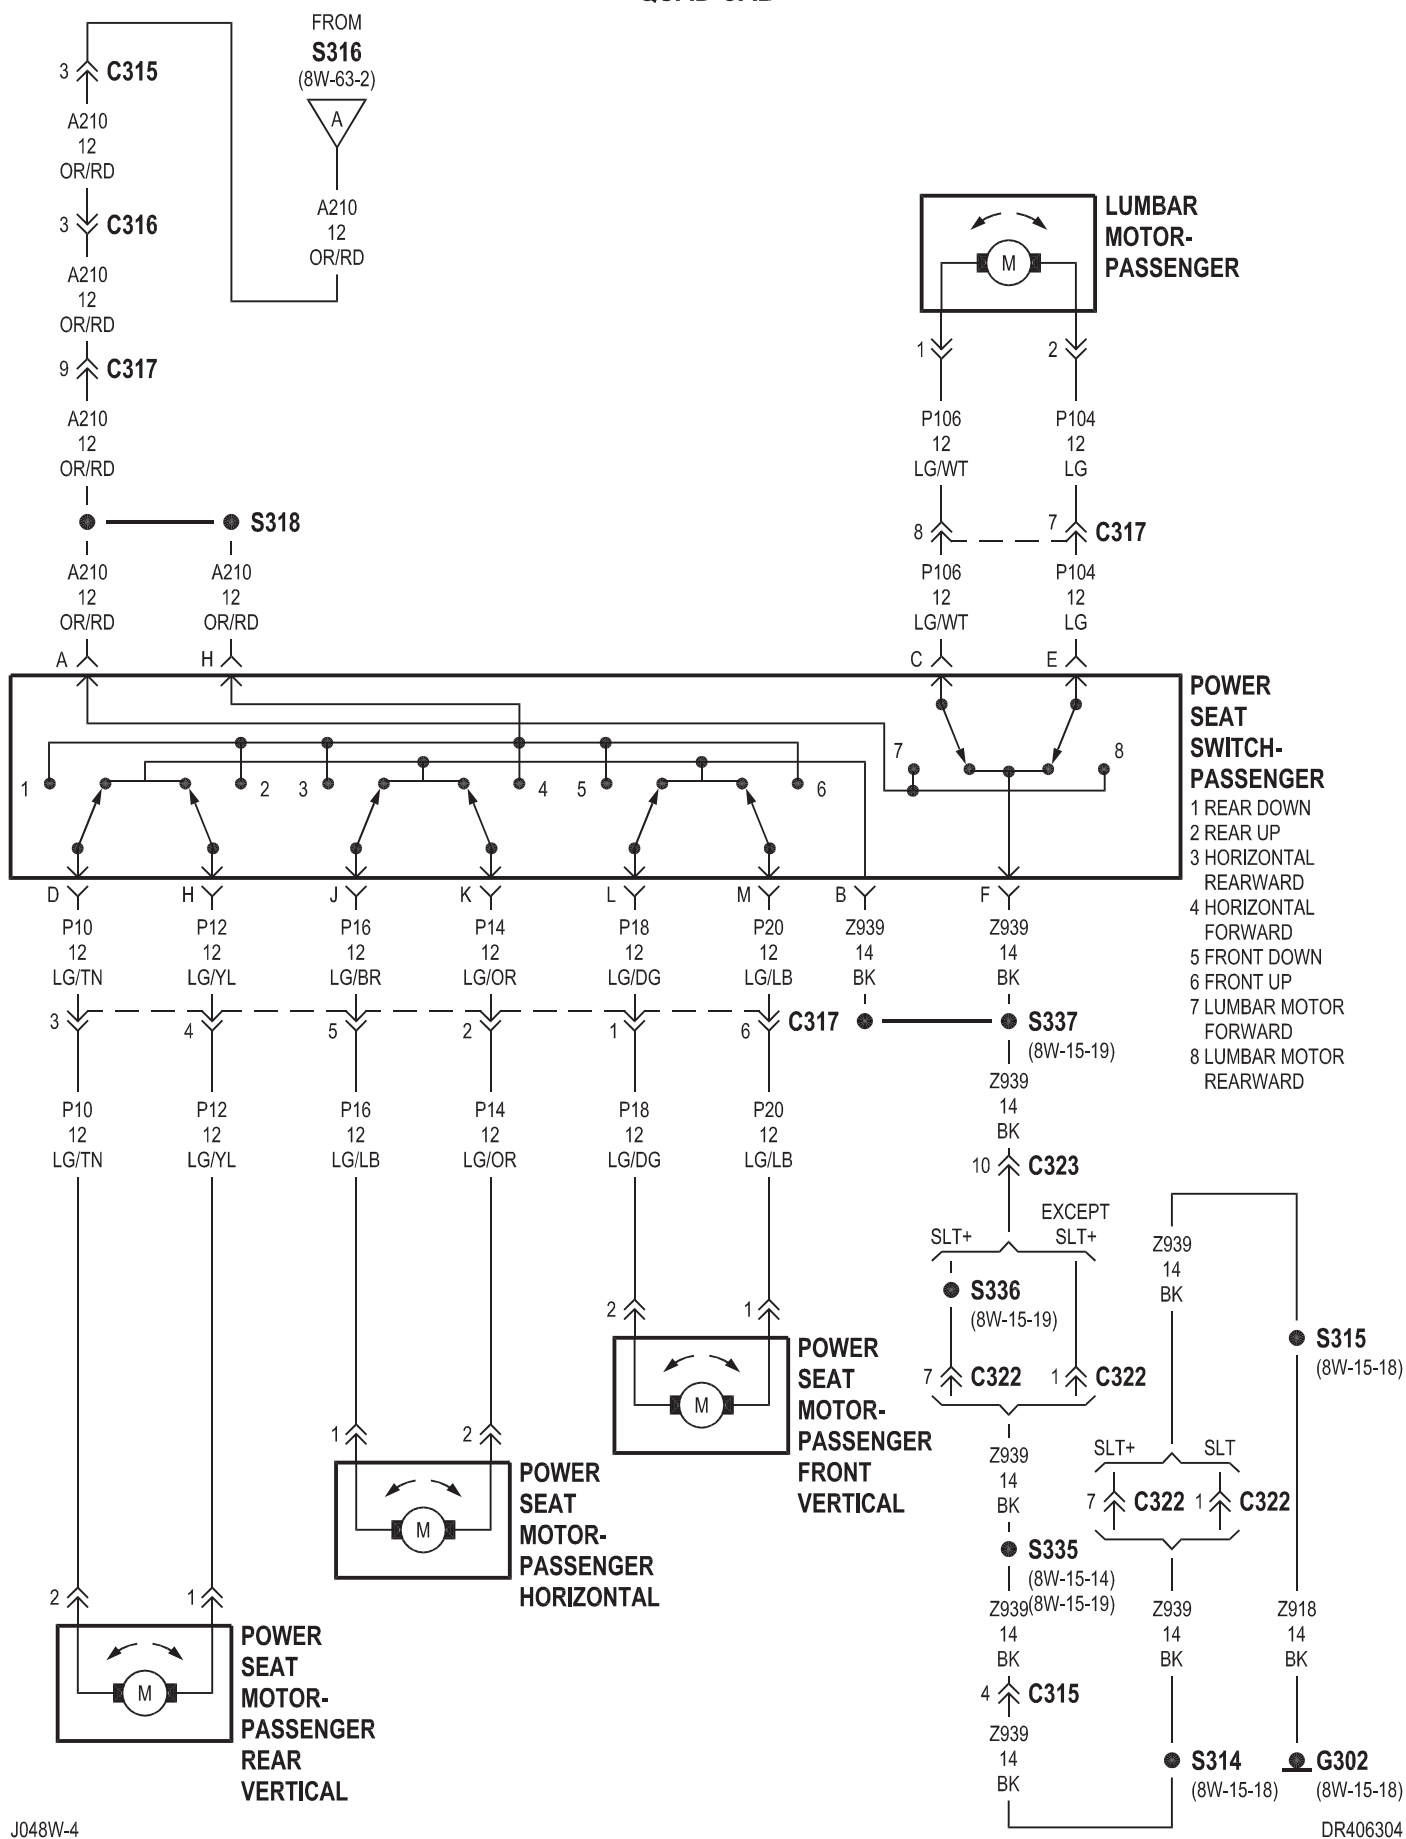 FROM
S316
(8W-63-2)
A
A210
12
OR/RD
3 C315
A210
12
OR/RD
3 C316
A210
12
OR/RD
9 C317
A210
12
OR/RD
S318
A210
12
OR/RD
A210
12
OR/RD
A
H
LUMBAR
MOTOR-
PASSENGER
M
1
2
P106
12
LG/WT
P104
12
LG
8
7
C317
P106
12
LG/WT
P104
12
LG
C
E
POWER
SEAT
SWITCH-
PASSENGER
1 REAR DOWN
2 REAR UP
3 HORIZONTAL
REARWARD
4 HORIZONTAL
FORWARD
5 FRONT DOWN
6 FRONT UP
7 LUMBAR MOTOR
FORWARD
8 LUMBAR MOTOR
REARWARD
1
2
3
4
5
6
7
8
D
H
J
K
L
M
B
F
P10
12
LG/TN
P12
12
LG/YL
P16
12
LG/BR
P14
12
LG/OR
P18
12
LG/DG
P20
12
LG/LB
Z939
14
BK
Z939
14
BK
3
4
5
2
1
6
C317
S337
(8W-15-19)
P10
12
LG/TN
P12
12
LG/YL
P16
12
LG/LB
P14
12
LG/OR
P18
12
LG/DG
P20
12
LG/LB
Z939
14
BK
10 C323
SLT+
EXCEPT
SLT+
S336
(8W-15-19)
7 C322
1 C322
Z939
14
BK
S335
(8W-15-14)
(8W-15-19)
Z939
14
BK
4 C315
Z939
14
BK
Z939
14
BK
S315
(8W-15-18)
SLT+
SLT
7 C322
1 C322
Z939
14
BK
Z918
14
BK
S314
(8W-15-18)
G302
(8W-15-18)
2
1
M
POWER
SEAT
MOTOR-
PASSENGER
FRONT
VERTICAL
1
2
M
POWER
SEAT
MOTOR-
PASSENGER
HORIZONTAL
2
1
M
POWER
SEAT
MOTOR-
PASSENGER
REAR
VERTICAL
J048W-4
DR406304